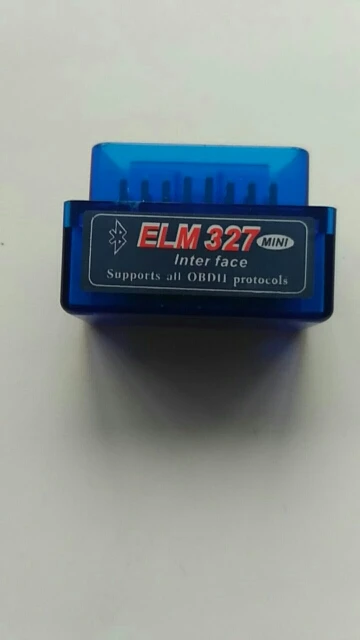 ELM 327 MINI
Inter face
Supports all OBDII protocols